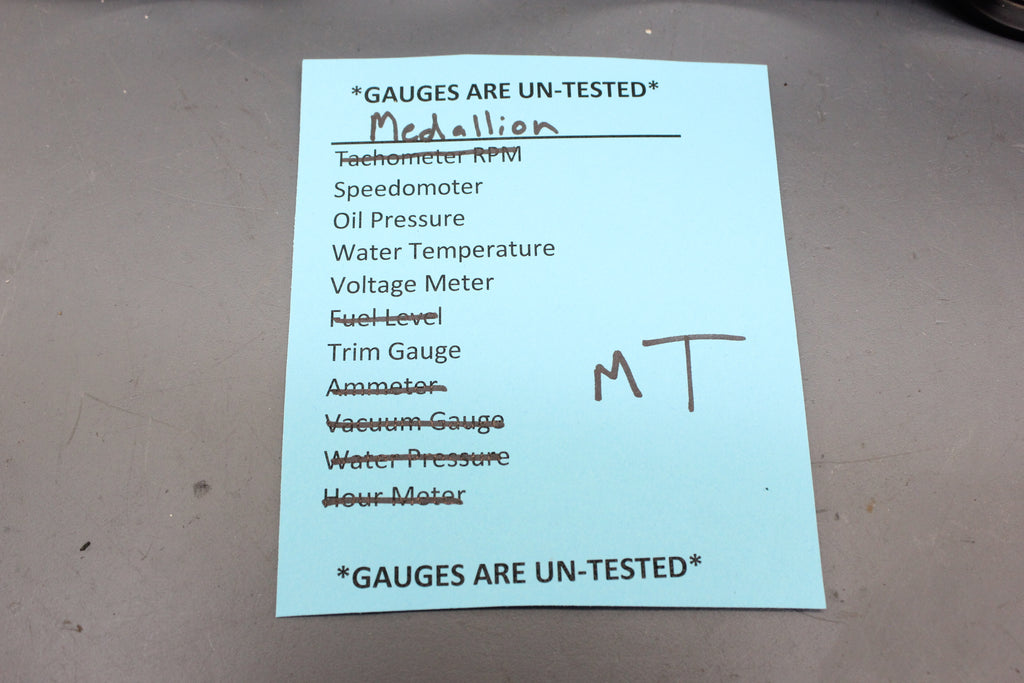 *GAUGES ARE UN-TESTED*
Medallion
Tachometer RPM
Speedomoter
Oil Pressure
Water Temperature
Voltage Meter
Fuel Level
Trim Gauge
MT
Ammeter
Vacuum Gauge
Water Pressure
Hour Meter
*GAUGES ARE UN-TESTED*